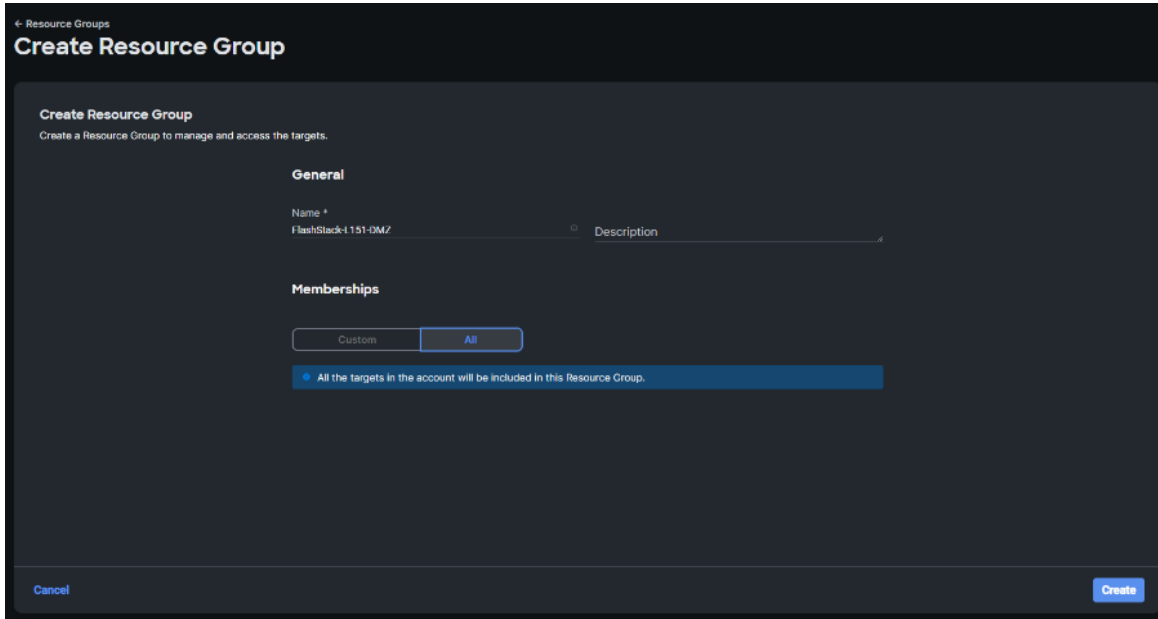 ← Resource Groups
Create Resource Group
Create Resource Group
Create a Resource Group to manage and access the targets.
General
Name *
FlashStack-L151-DMZ
Description
Memberships
Custom
All
All the targets in the account will be included in this Resource Group.
Cancel
Create